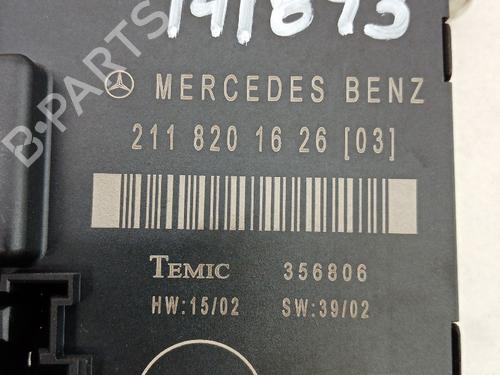 141893
MERCEDES BENZ
211 820 16 26 [03]
TEMIC 356806
HW:15/02 SW:39/02
B-PARTS